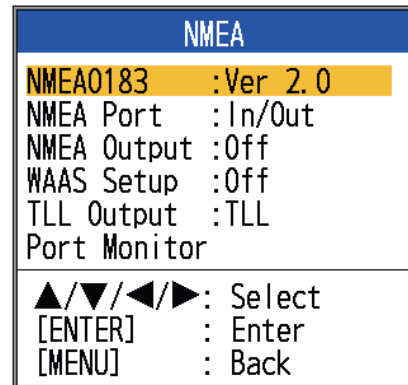 NMEA
NMEA0183 :Ver 2.0
NMEA Port :In/Out
NMEA Output :Off
WAAS Setup :Off
TLL Output :TLL
Port Monitor
▲/▼/◀/▶: Select
[ENTER] : Enter
[MENU] : Back